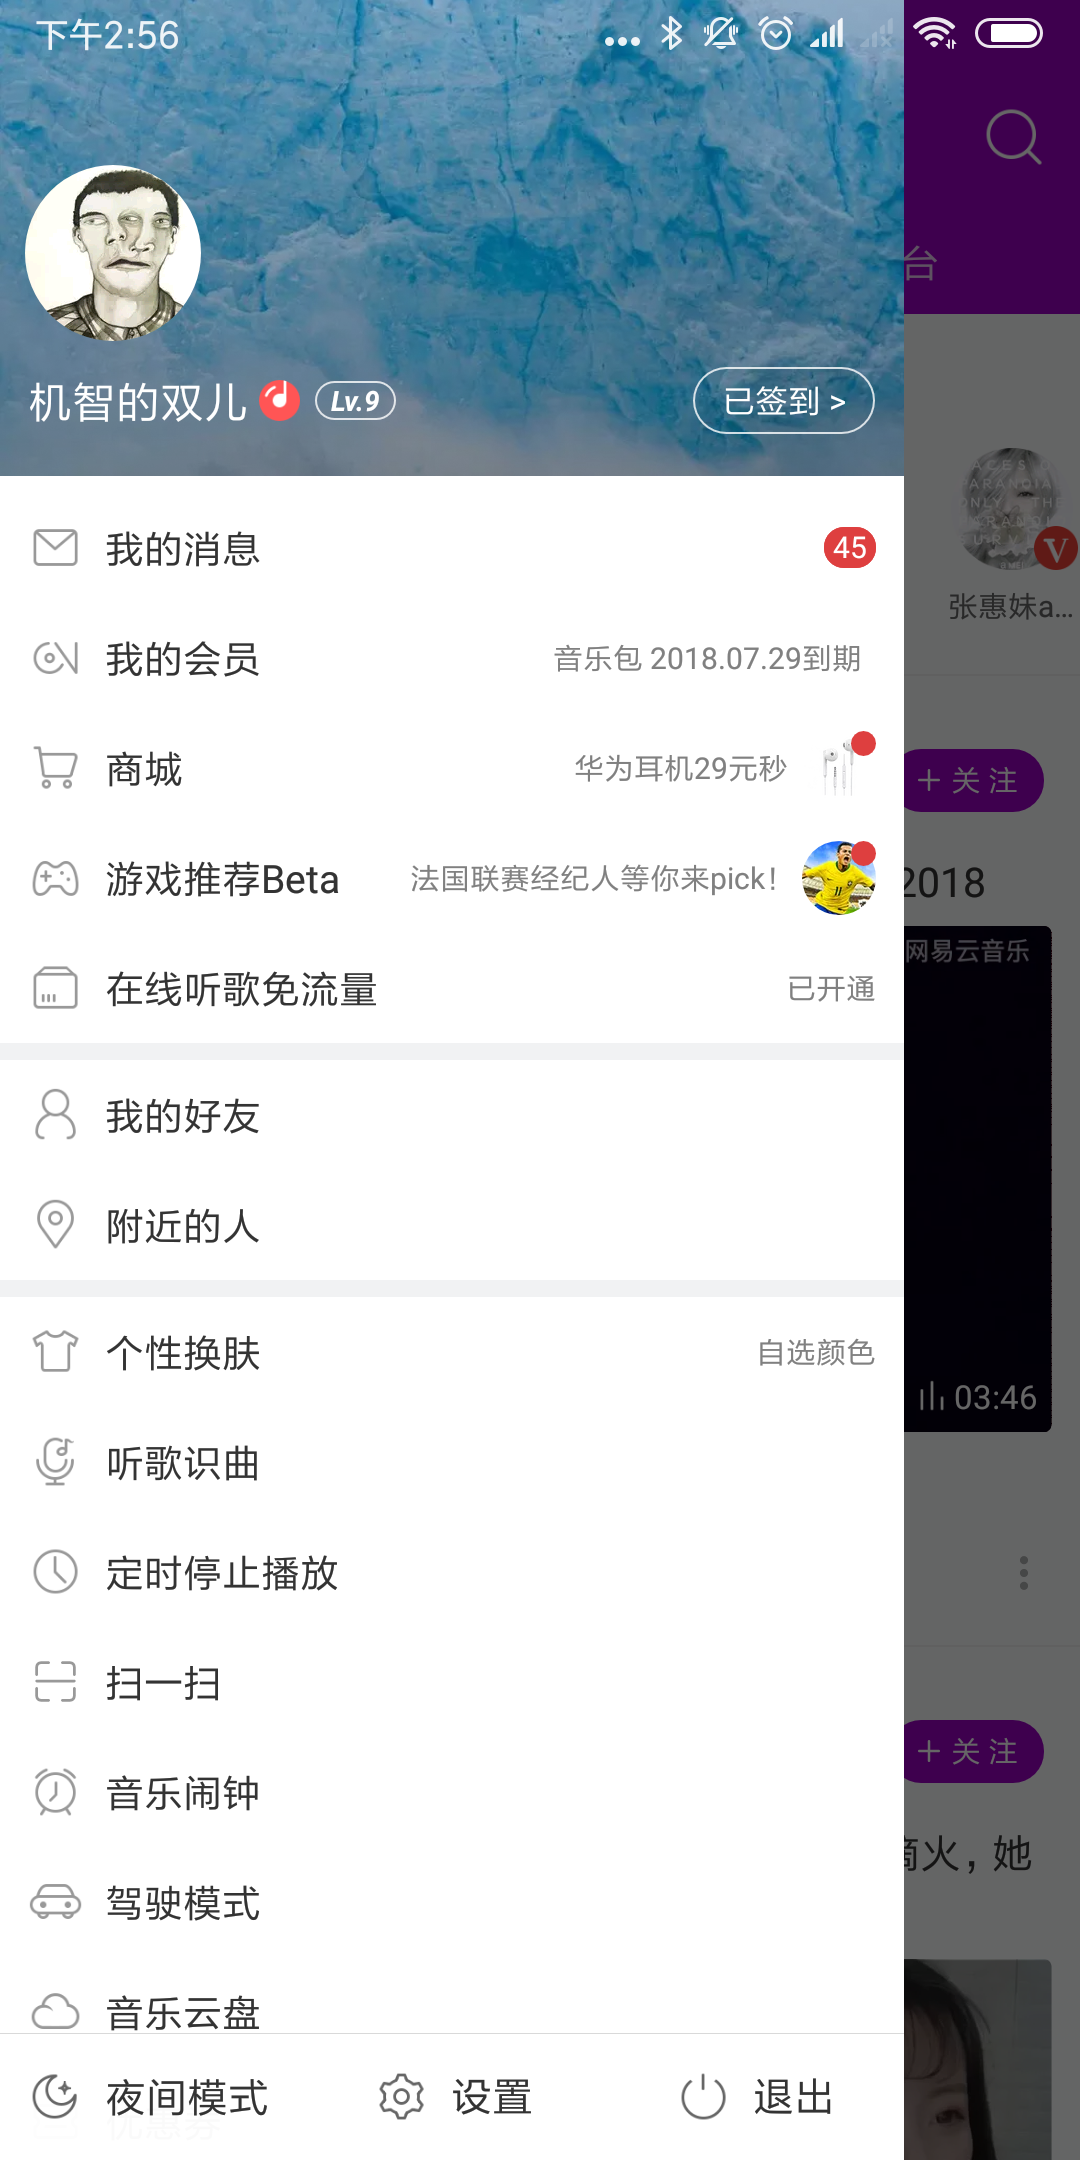 下午2:56
台
机智的双儿 Lv.9 已签到 >
我的消息 45
张惠妹a...
我的会员 音乐包 2018.07.29到期
商城 华为耳机29元秒
+ 关注
游戏推荐Beta 法国联赛经纪人等你来pick！
2018
网易云音乐
在线听歌免流量 已开通
我的好友
附近的人
个性换肤 自选颜色
03:46
听歌识曲
定时停止播放
扫一扫
+ 关注
音乐闹钟
火，她
驾驶模式
音乐云盘
夜间模式 设置 退出
优惠券